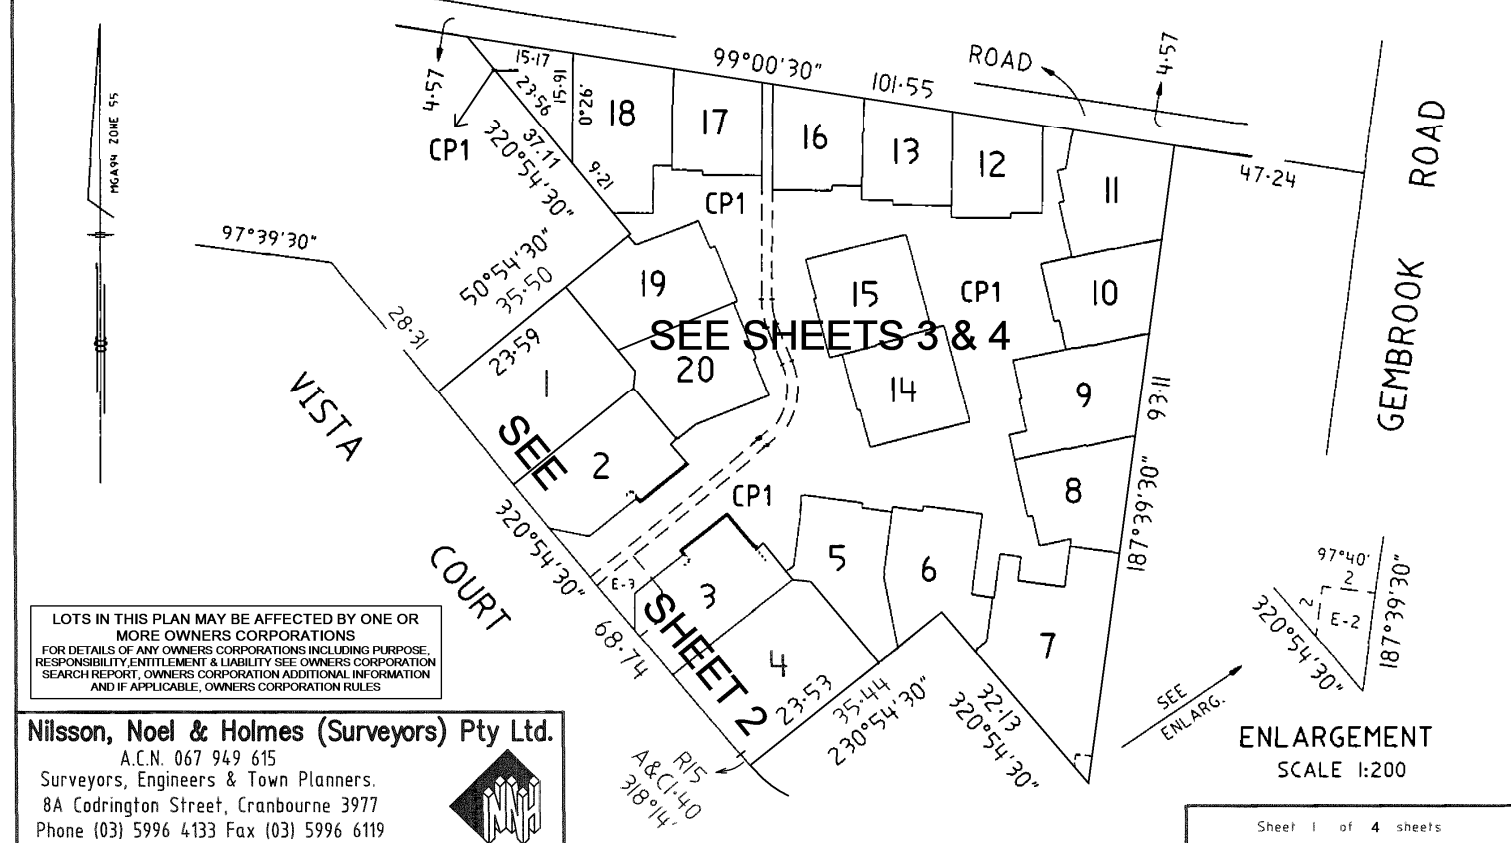 MGA94 ZONE 55
4·57
15·17
15·91
0°26'
23·56
37·11
320°54'30"
9·21
CP1
99°00'30"
101·55
ROAD
4·57
47·24
GEMBROOK ROAD
18
17
16
13
12
11
CP1
97°39'30"
28·31
50°54'30"
35·50
23·59
19
15
CP1
10
SEE SHEETS 3 & 4
20
14
9
93·11
1
2
8
VISTA
COURT
SEE
SHEET 2
CP1
320°54'30"
E-3
3
5
6
7
4
187°39'30"
68·74
23·53
35·44
230°54'30"
32·13
320°54'30"
R15
A&C1·40
318°14'
97°40'
2
2
E-2
320°54'30"
187°39'30"
SEE
ENLARG.
ENLARGEMENT
SCALE 1:200
LOTS IN THIS PLAN MAY BE AFFECTED BY ONE OR
MORE OWNERS CORPORATIONS
FOR DETAILS OF ANY OWNERS CORPORATIONS INCLUDING PURPOSE,
RESPONSIBILITY,ENTITLEMENT & LIABILITY SEE OWNERS CORPORATION
SEARCH REPORT, OWNERS CORPORATION ADDITIONAL INFORMATION
AND IF APPLICABLE, OWNERS CORPORATION RULES
Nilsson, Noel & Holmes (Surveyors) Pty Ltd.
A.C.N. 067 949 615
Surveyors, Engineers & Town Planners.
8A Codrington Street, Cranbourne 3977
Phone (03) 5996 4133 Fax (03) 5996 6119
NNH
Sheet 1 of 4 sheets